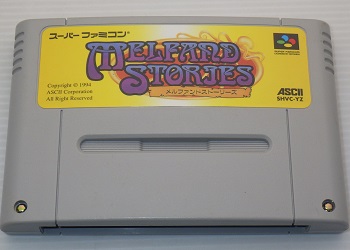 スーパーファミコン
MELFAND
STORIES
メルファンドストーリーズ
Copyright © 1994
ASCII Corporation
All Right Reserved
ASCII
SHVC-YZ